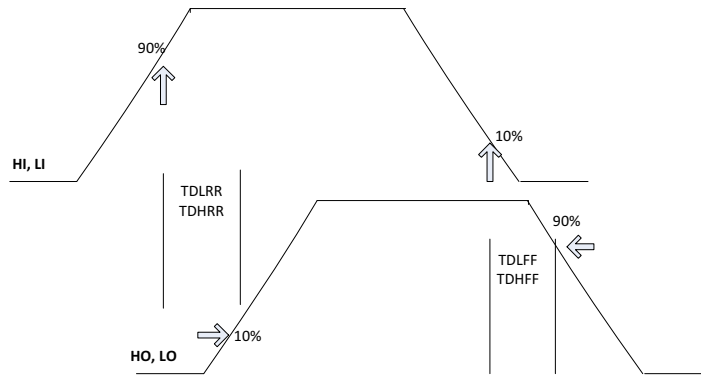 90%
10%
HI, LI
TDLRR
TDHRR
90%
TDLFF
TDHFF
10%
HO, LO